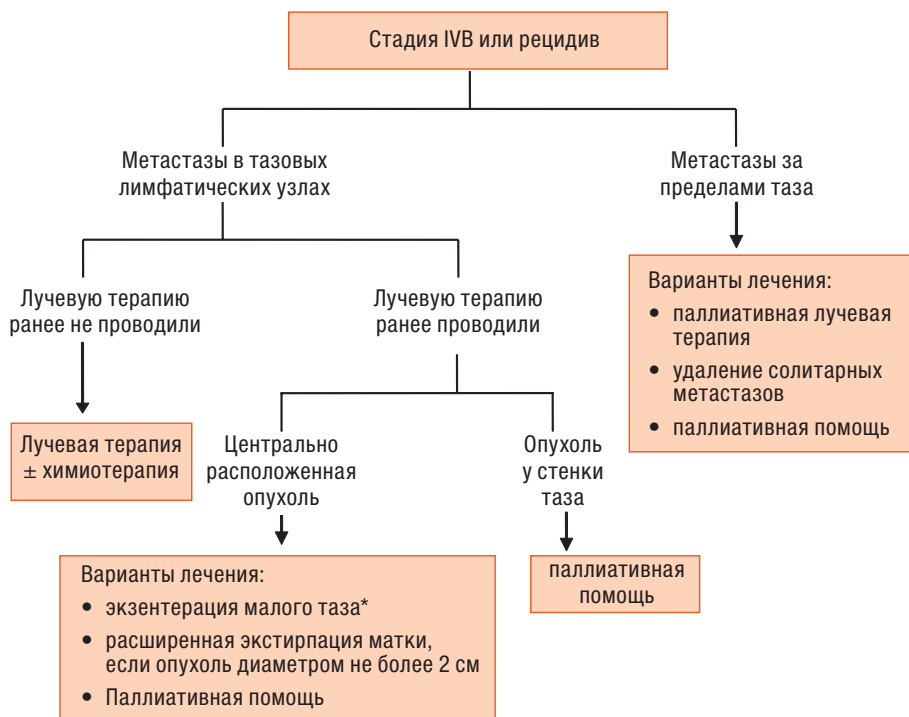 Стадия IVB или рецидив
Метастазы в тазовых
лимфатических узлах
Метастазы за
пределами таза
Лучевую терапию
ранее не проводили
Лучевую терапию
ранее проводили
Варианты лечения:
• паллиативная лучевая
терапия
• удаление солитарных
метастазов
• паллиативная помощь
Лучевая терапия
± химиотерапия
Центрально
расположенная
опухоль
Опухоль
у стенки
таза
Варианты лечения:
• экзентерация малого таза*
• расширенная экстирпация матки,
если опухоль диаметром не более 2 см
• Паллиативная помощь
паллиативная
помощь